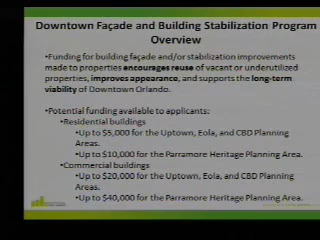 Downtown Façade and Building Stabilization Program
Overview
•Funding for building façade and/or stabilization improvements
made to properties encourages reuse of vacant or underutilized
properties, improves appearance, and supports the long-term
viability of Downtown Orlando.
•Potential funding available to applicants:
•Residential buildings
•Up to $5,000 for the Uptown, Eola, and CBD Planning
Areas.
•Up to $10,000 for the Parramore Heritage Planning Area.
•Commercial buildings
•Up to $20,000 for the Uptown, Eola, and CBD Planning
Areas.
•Up to $40,000 for the Parramore Heritage Planning Area.